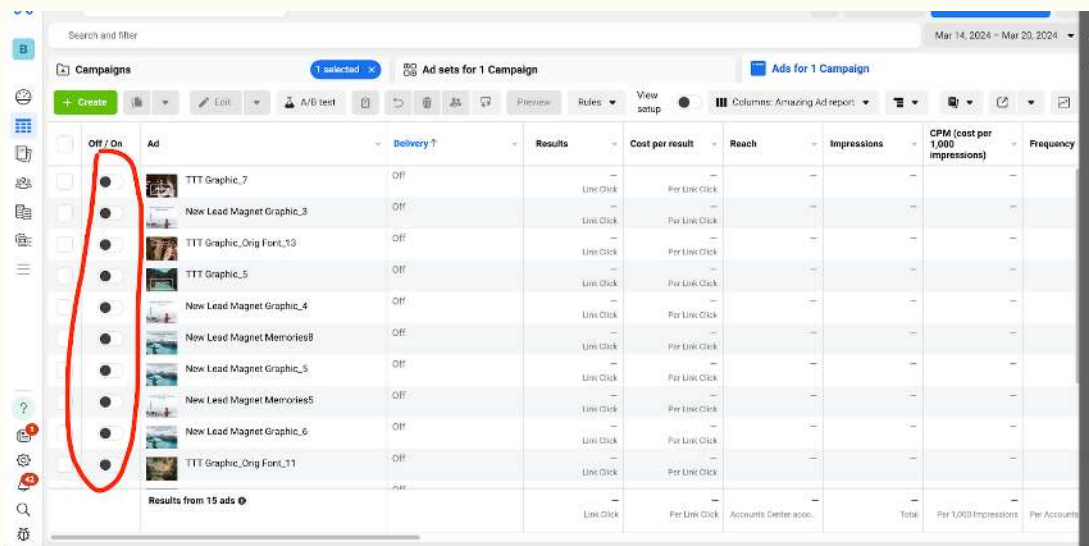 Search and filter
Mar 14, 2024 – Mar 20, 2024
B
Campaigns
1 selected ×
Ad sets for 1 Campaign
Ads for 1 Campaign
+ Create
Edit
A/B test
Preview
Rules
View setup
Columns: Amazing Ad report
Off / On
Ad
Delivery ↑
Results
Cost per result
Reach
Impressions
CPM (cost per
1,000
impressions)
Frequency
TTT Graphic_7
Off
—
—
—
—
—
Link Click
Per Link Click
New Lead Magnet Graphic_3
Off
—
—
—
—
—
Link Click
Per Link Click
TTT Graphic_Orig Font_13
Off
—
—
—
—
—
Link Click
Per Link Click
TTT Graphic_5
Off
—
—
—
—
—
Link Click
Per Link Click
New Lead Magnet Graphic_4
Off
—
—
—
—
—
Link Click
Per Link Click
New Lead Magnet Memories8
Off
—
—
—
—
—
Link Click
Per Link Click
New Lead Magnet Graphic_5
Off
—
—
—
—
—
Link Click
Per Link Click
New Lead Magnet Memories5
Off
—
—
—
—
—
Link Click
Per Link Click
New Lead Magnet Graphic_6
Off
—
—
—
—
—
Link Click
Per Link Click
TTT Graphic_Orig Font_11
Off
—
—
—
—
—
Link Click
Per Link Click
Results from 15 ads
—
—
—
—
—
Link Click
Per Link Click
Accounts Center acco...
Total
Per 1,000 Impressions
Per Accounts
?
1
42